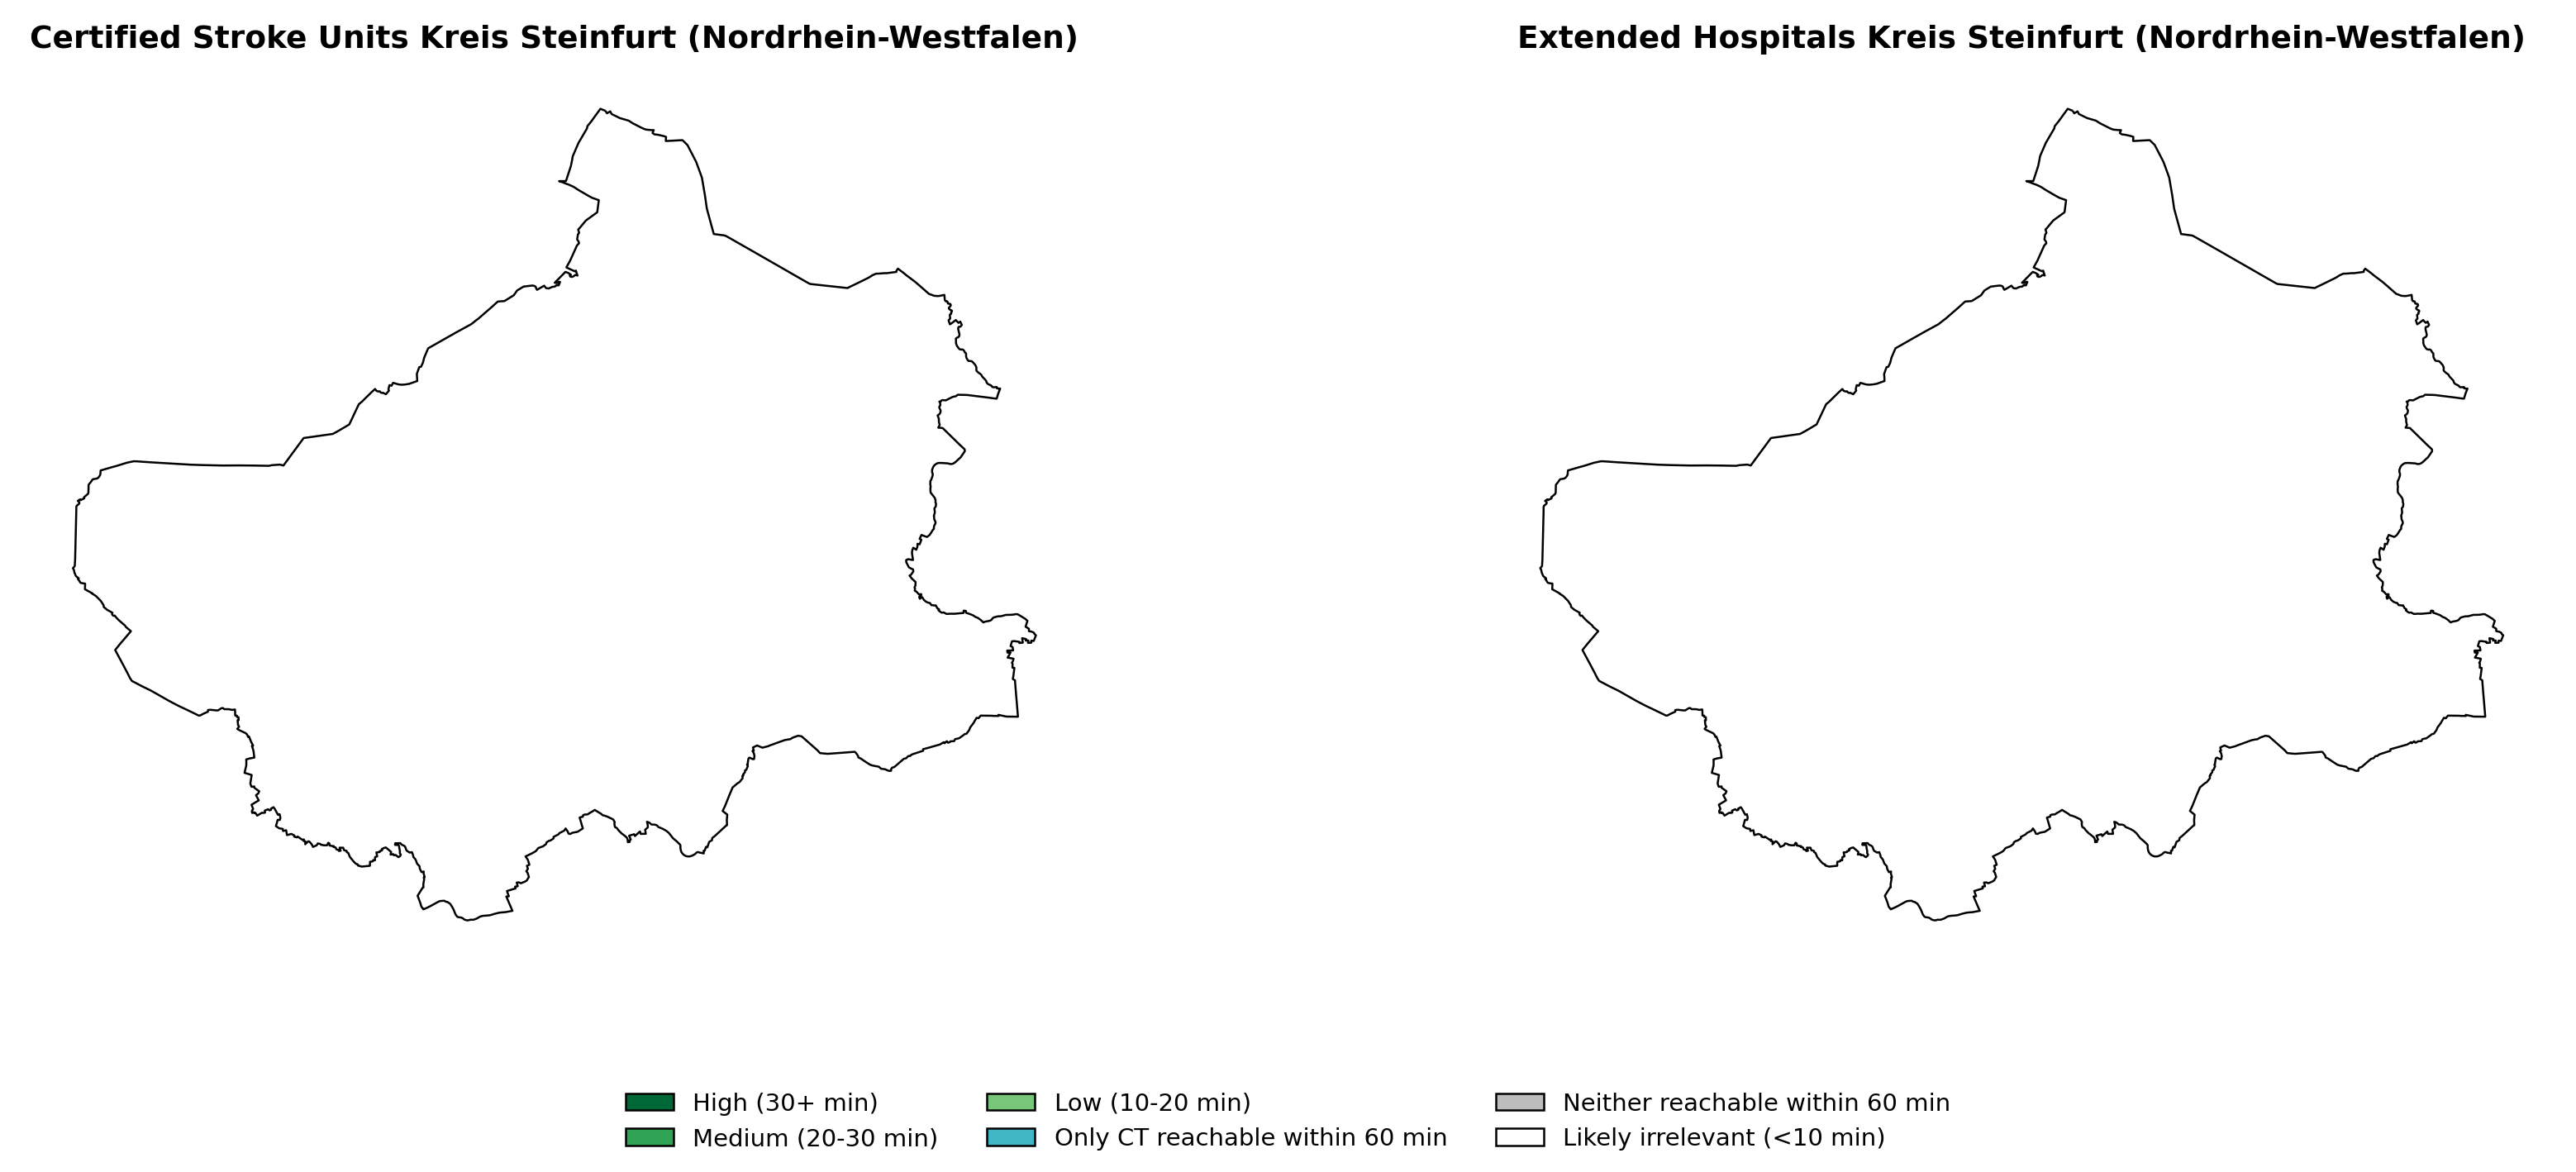 Certified Stroke Units Kreis Steinfurt (Nordrhein-Westfalen)
Extended Hospitals Kreis Steinfurt (Nordrhein-Westfalen)
High (30+ min)
Medium (20-30 min)
Low (10-20 min)
Only CT reachable within 60 min
Neither reachable within 60 min
Likely irrelevant (<10 min)